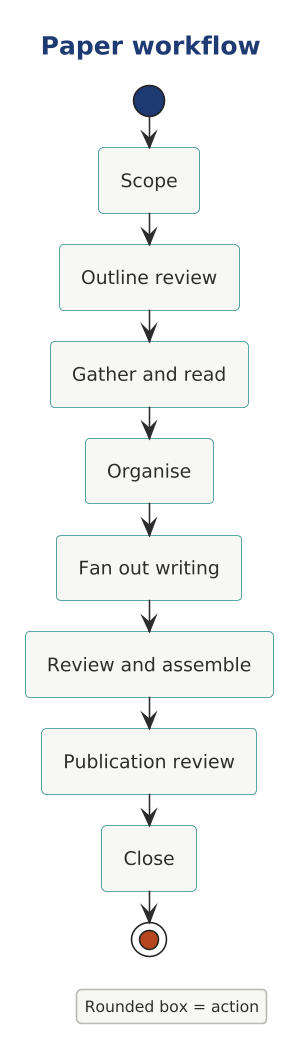 Paper workflow
Scope
Outline review
Gather and read
Organise
Fan out writing
Review and assemble
Publication review
Close
Rounded box = action